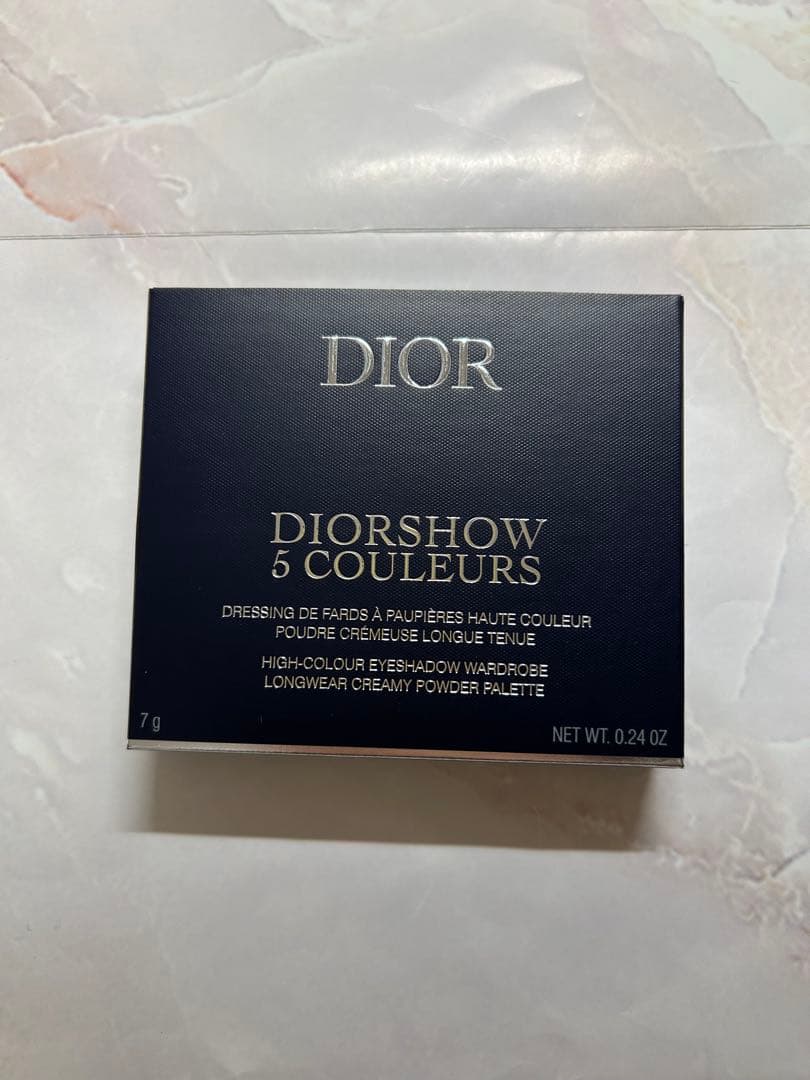 DIOR
DIORSHOW
5 COULEURS
DRESSING DE FARDS À PAUPIÈRES HAUTE COULEUR
POUDRE CRÉMEUSE LONGUE TENUE
HIGH-COLOUR EYESHADOW WARDROBE
LONGWEAR CREAMY POWDER PALETTE
7 g
NET WT. 0.24 OZ